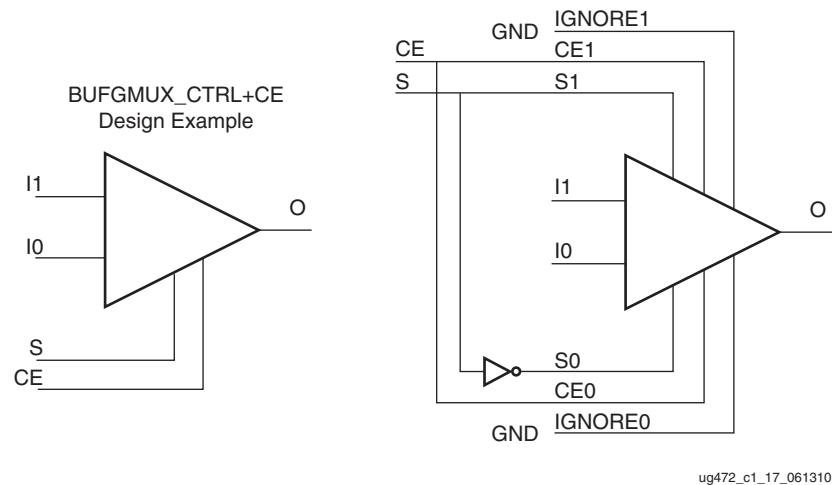 BUFGMUX_CTRL+CE
Design Example
I1
I0
O
S
CE
GND
IGNORE1
CE
CE1
S
S1
I1
I0
O
S0
CE0
GND
IGNORE0
ug472_c1_17_061310